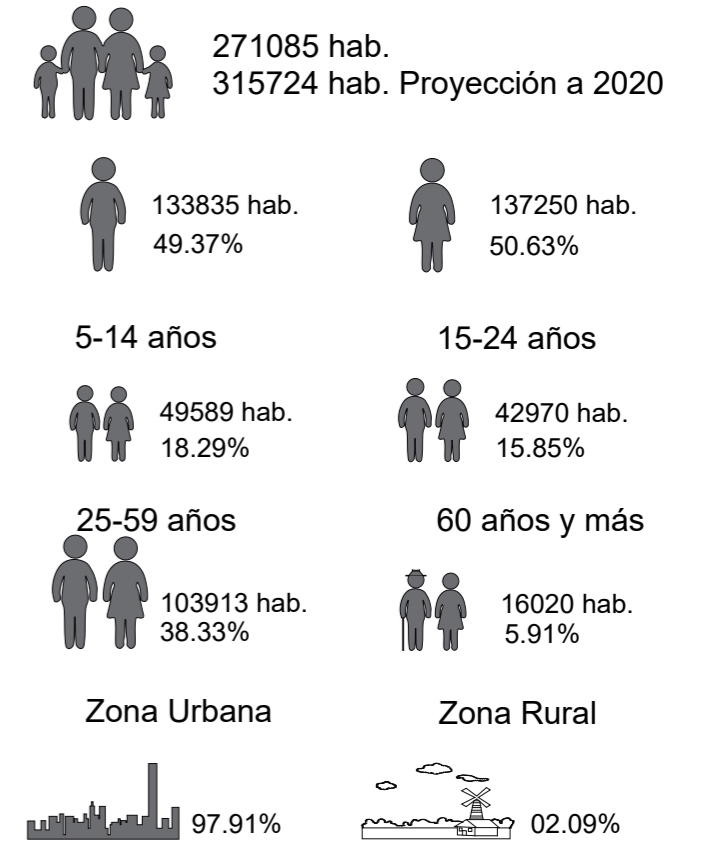 271085 hab.
315724 hab. Proyección a 2020
133835 hab.
49.37%
137250 hab.
50.63%
5-14 años
15-24 años
49589 hab.
18.29%
42970 hab.
15.85%
25-59 años
60 años y más
103913 hab.
38.33%
16020 hab.
5.91%
Zona Urbana
Zona Rural
97.91%
02.09%